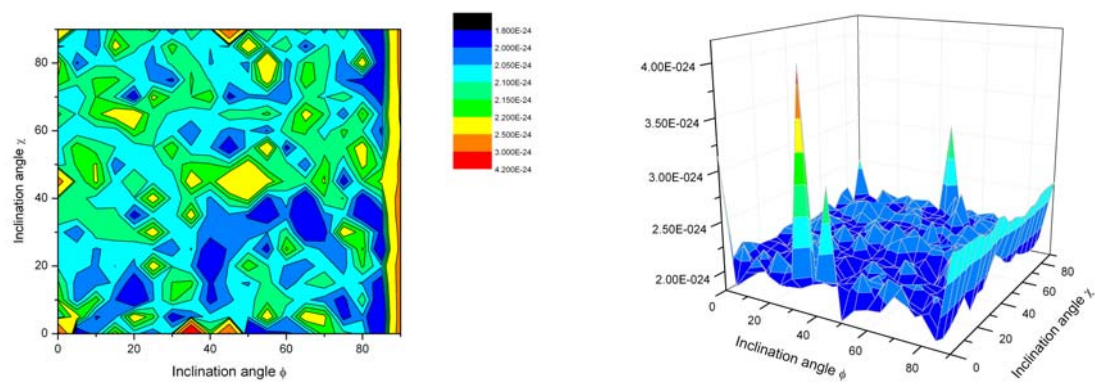 80
60
40
20
0
0
20
40
60
80
Inclination angle χ
Inclination angle ϕ
1.800E-24
2.000E-24
2.050E-24
2.100E-24
2.150E-24
2.500E-24
3.000E-24
4.200E-24
4.00E-024
3.50E-024
3.00E-024
2.50E-024
2.00E-024
0
20
40
60
80
Inclination angle ϕ
0
20
40
60
80
Inclination angle χ